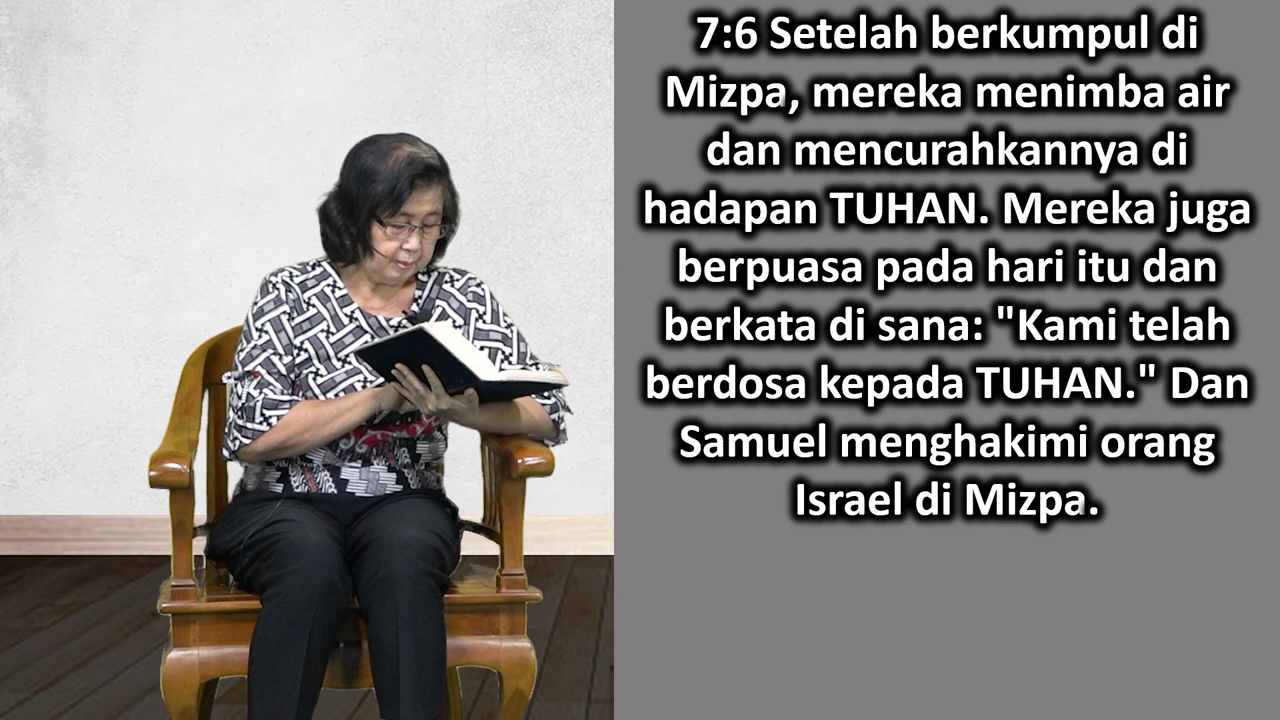 7:6 Setelah berkumpul di
Mizpa, mereka menimba air
dan mencurahkannya di
hadapan TUHAN. Mereka juga
berpuasa pada hari itu dan
berkata di sana: "Kami telah
berdosa kepada TUHAN." Dan
Samuel menghakimi orang
Israel di Mizpa.